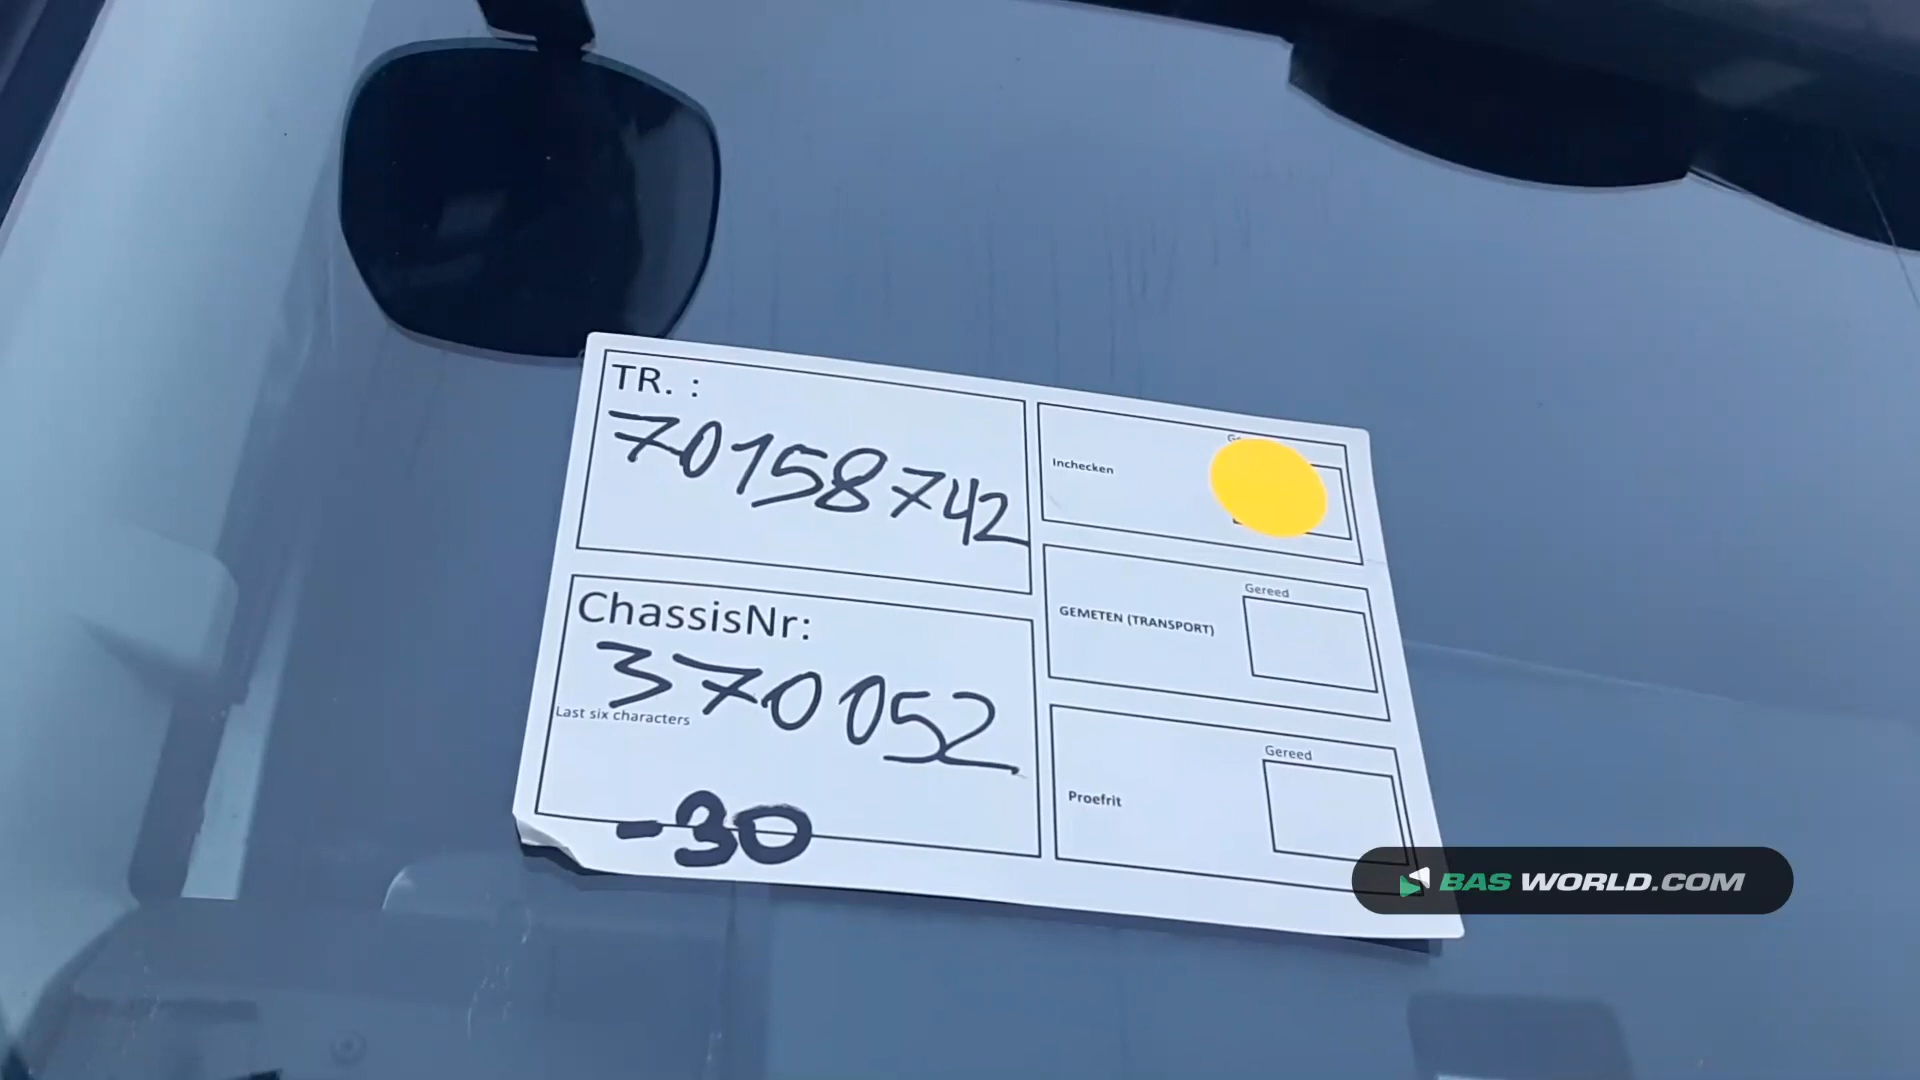 TR. :
70158742
ChassisNr:
370052
Last six characters
-30
Inchecken
GEMETEN (TRANSPORT)
Gereed
Proefrit
Gereed
BAS WORLD.COM